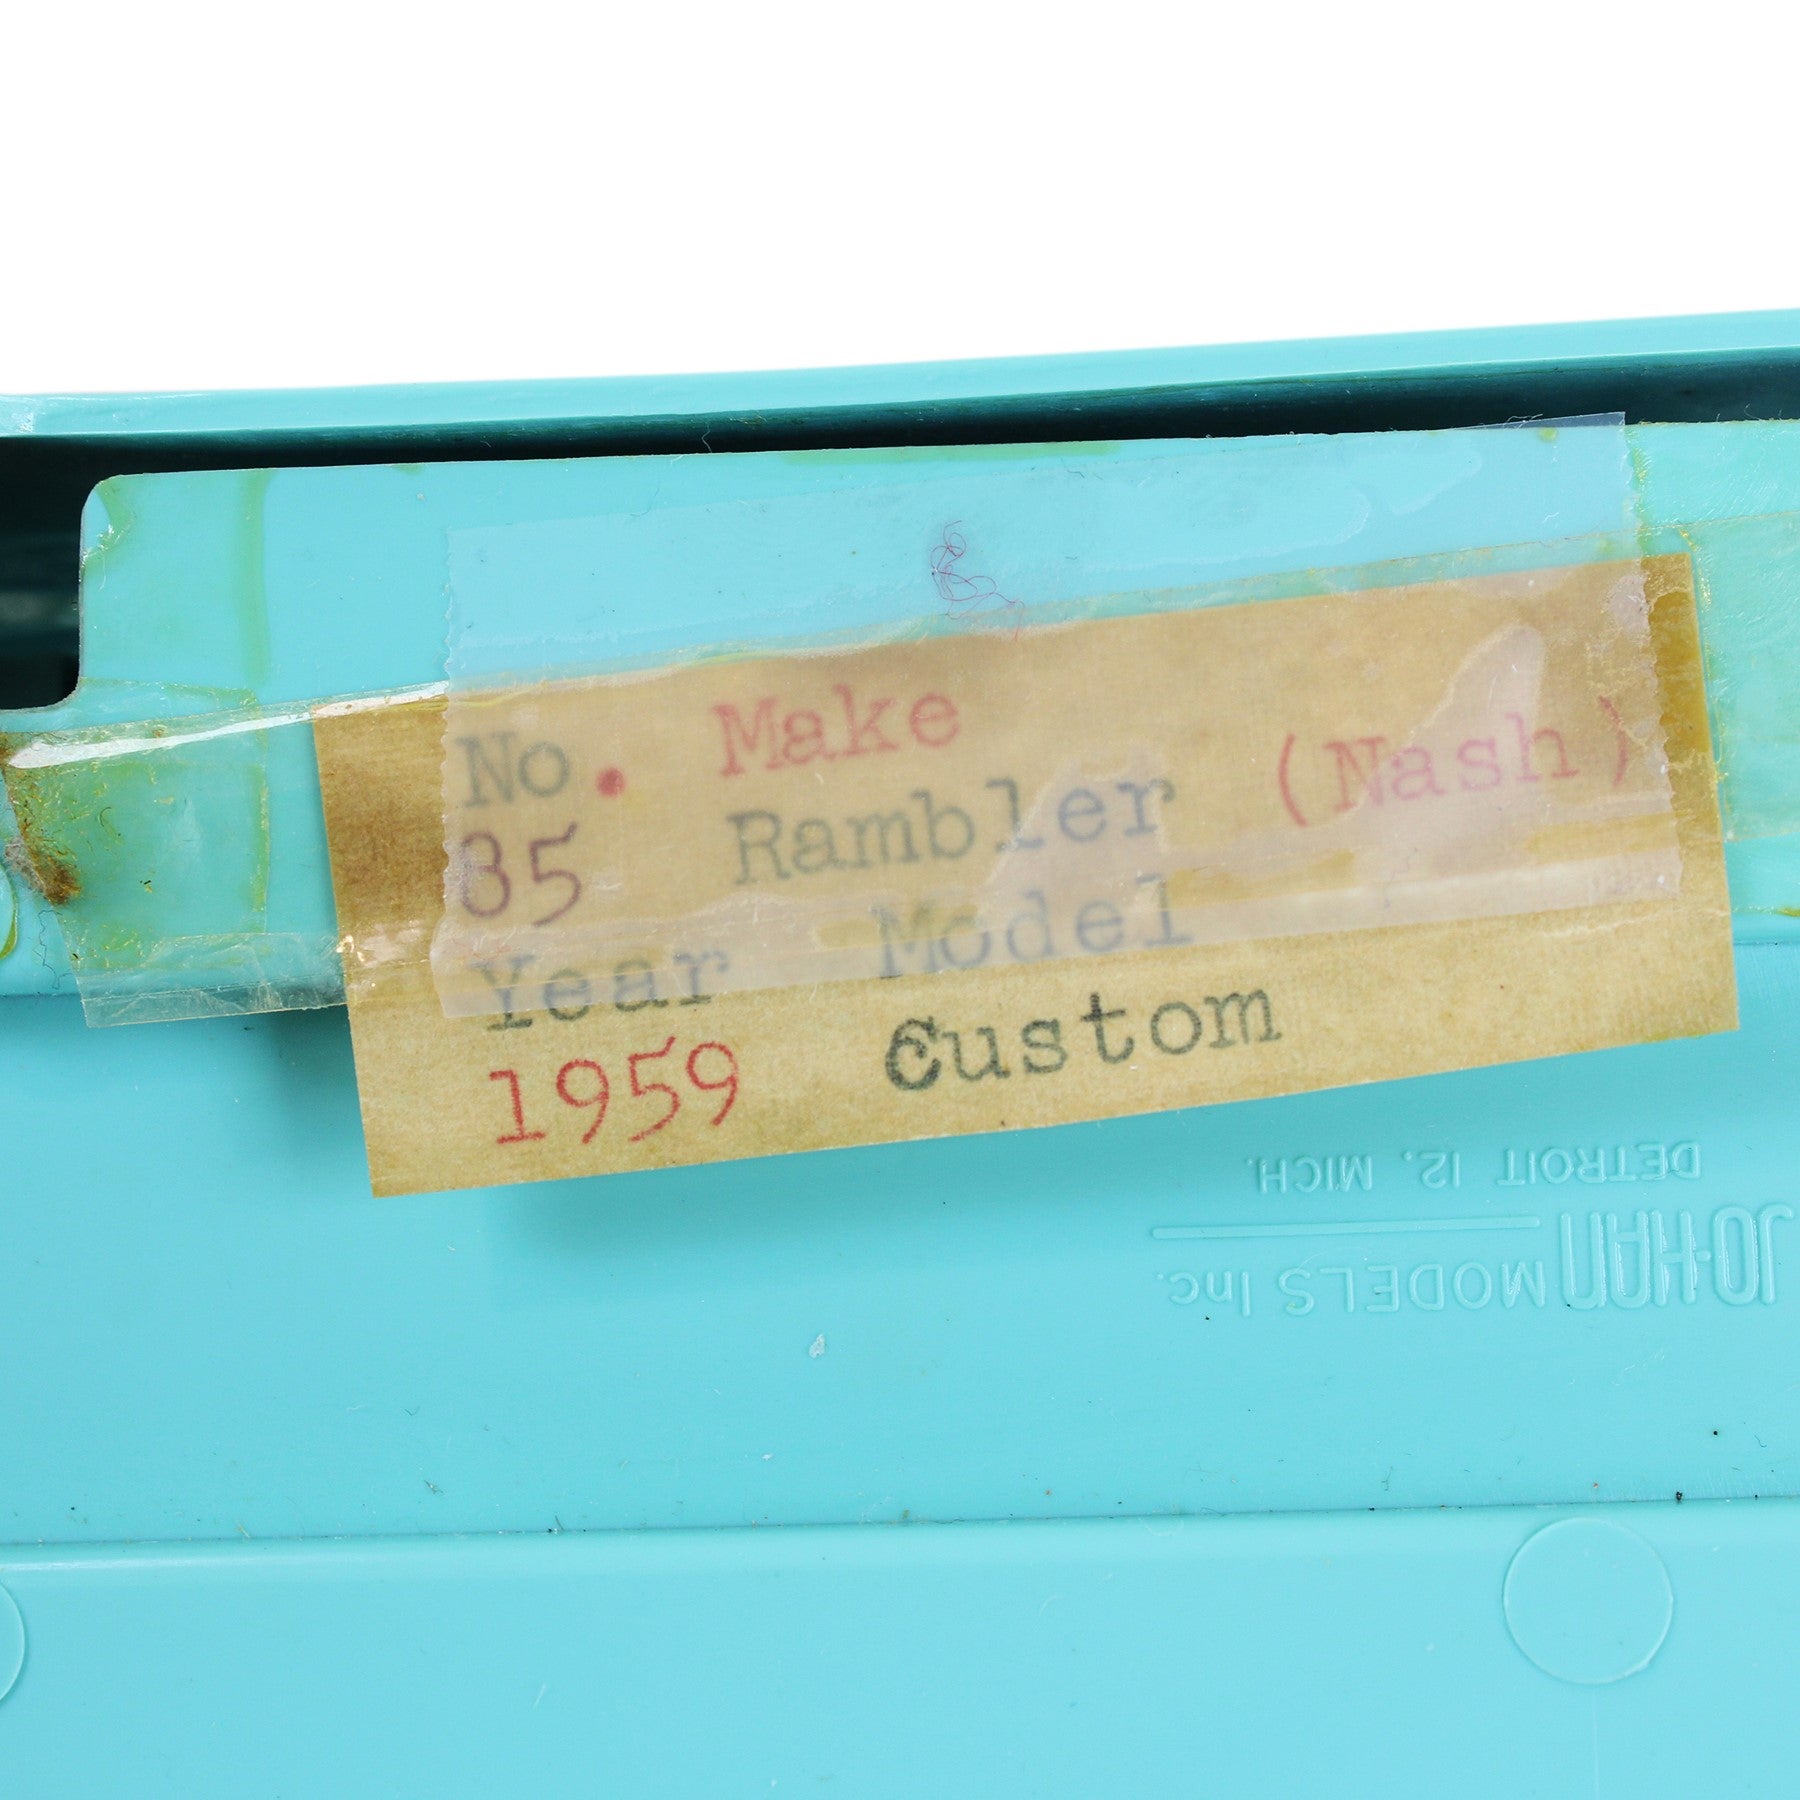 No. Make
85 Rambler (Nash)
Year Model
1959 Custom
JO-HAN MODELS Inc.
DETROIT 12, MICH.